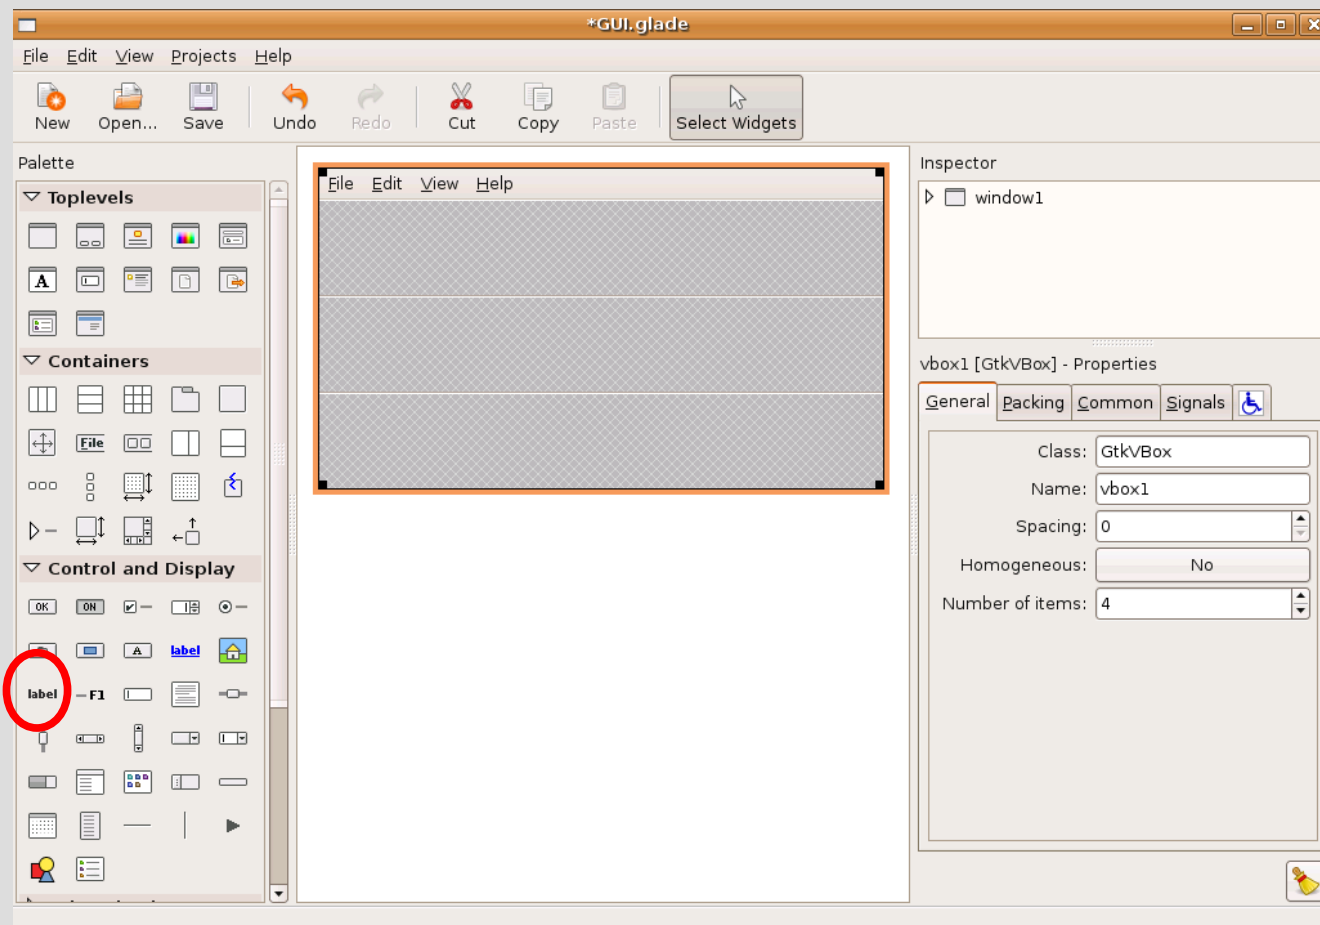 *GUI.glade
File Edit View Projects Help
New Open... Save Undo Redo Cut Copy Paste Select Widgets
Palette
Toplevels
A
Containers
File
Control and Display
OK ON
A label
label F1
File Edit View Help
Inspector
window1
vbox1 [GtkVBox] - Properties
General Packing Common Signals
Class: GtkVBox
Name: vbox1
Spacing: 0
Homogeneous: No
Number of items: 4